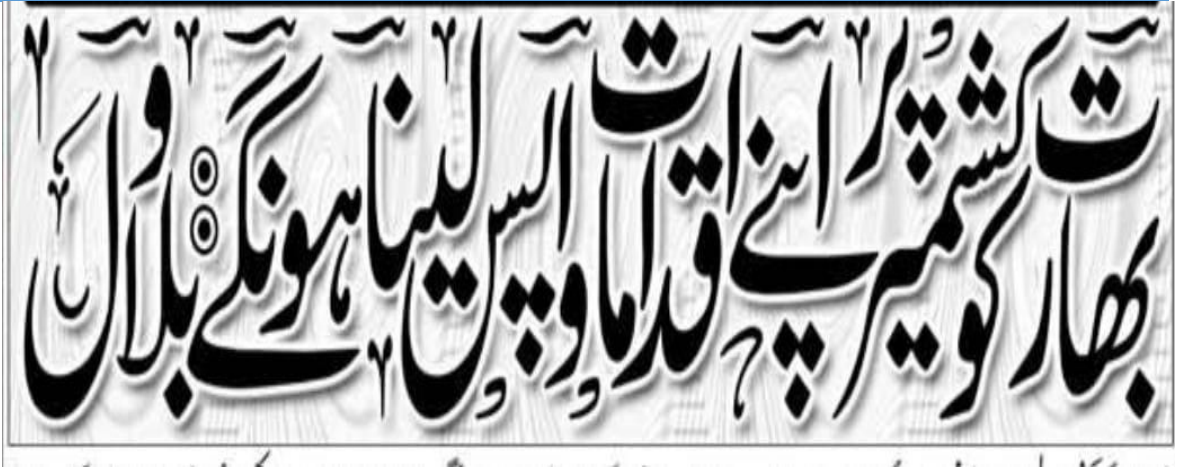 بھارت کو کشمیر پر اپنے اقدامات واپس لینا ہونگے: بلاول